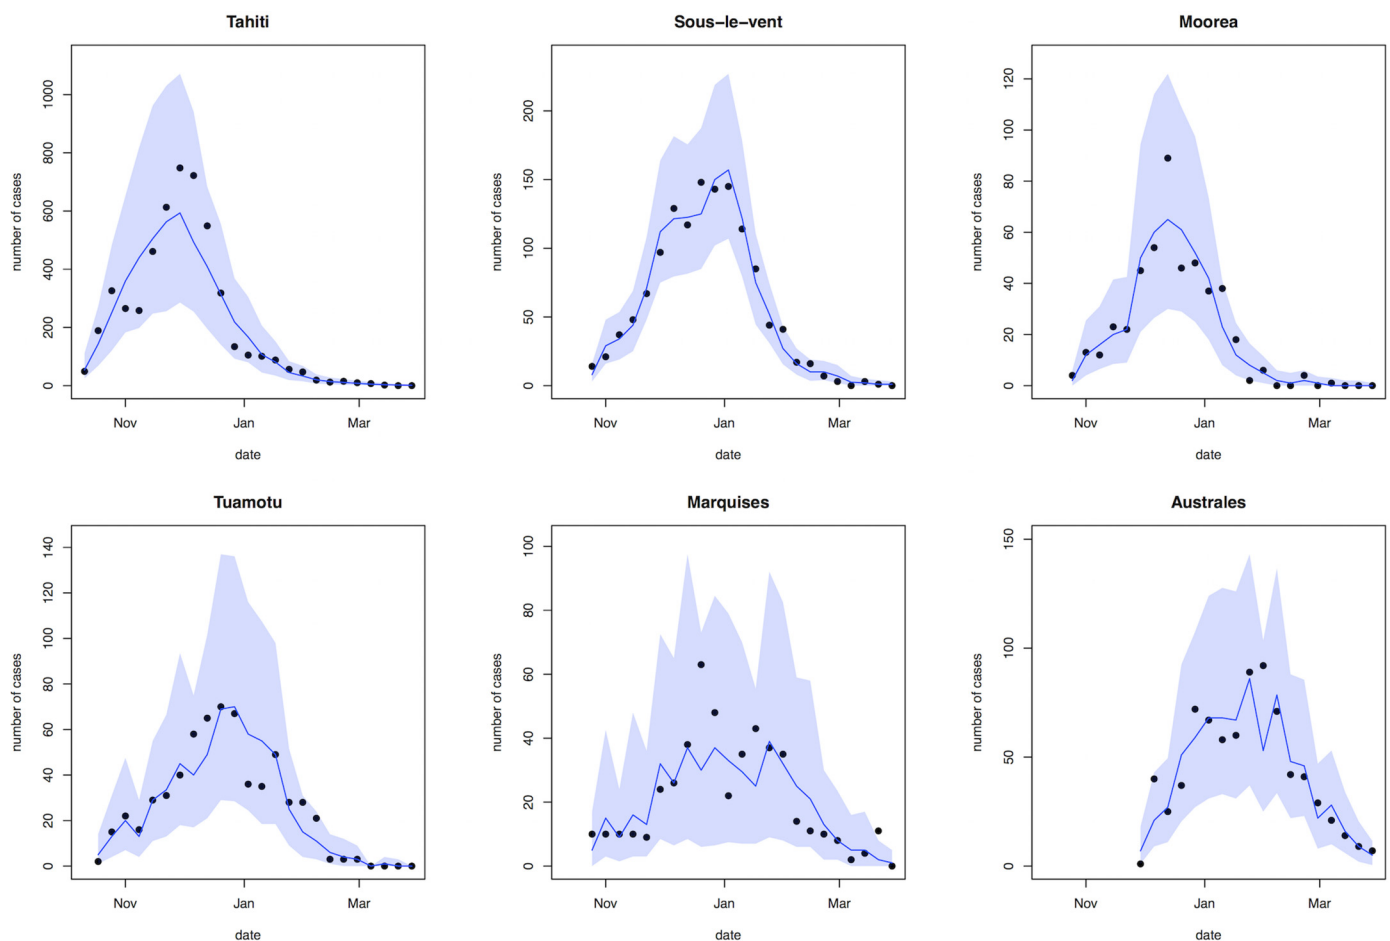 Tahiti
number of cases
1000
800
600
400
200
0
Nov Jan Mar
date
Sous−le−vent
number of cases
200
150
100
50
0
Nov Jan Mar
date
Moorea
number of cases
120
100
80
60
40
20
0
Nov Jan Mar
date
Tuamotu
number of cases
140
120
100
80
60
40
20
0
Nov Jan Mar
date
Marquises
number of cases
100
80
60
40
20
0
Nov Jan Mar
date
Australes
number of cases
150
100
50
0
Nov Jan Mar
date